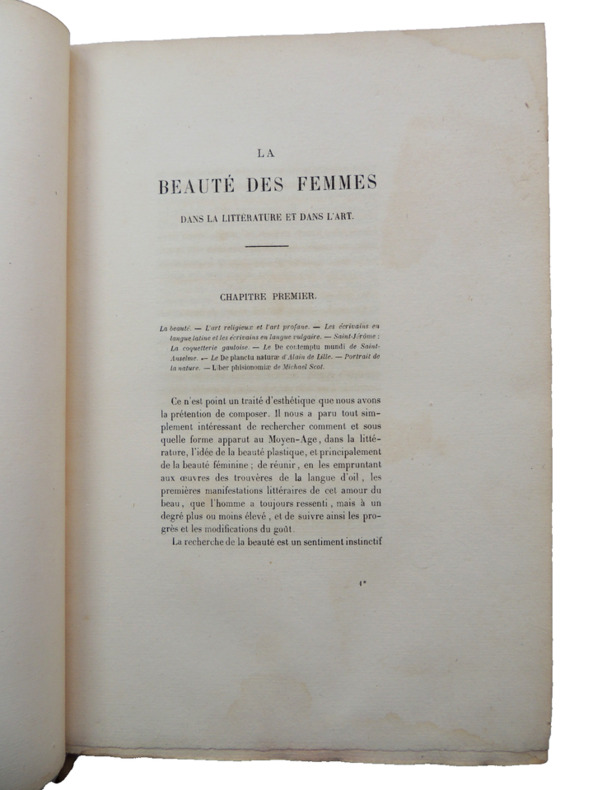 LA
BEAUTÉ DES FEMMES
DANS LA LITTÉRATURE ET DANS L'ART.
CHAPITRE PREMIER.
La beauté. — L'art religieux et l'art profane. — Les écrivains en
langue latine et les écrivains en langue vulgaire. — Saint-Jérôme ;
La coquetterie gauloise. — Le De contemptu mundi de Saint-
Anselme. — Le De planctu naturæ d'Alain de Lille. — Portrait de
la nature. — Liber phisionomiæ de Michael Scot.
Ce n'est point un traité d'esthétique que nous avons
la prétention de composer. Il nous a paru tout sim-
plement intéressant de rechercher comment et sous
quelle forme apparut au Moyen-Age, dans la litté-
rature, l'idée de la beauté plastique, et principalement
de la beauté féminine ; de réunir, en les empruntant
aux œuvres des trouvères de la langue d'oil, les
premières manifestations littéraires de cet amour du
beau, que l'homme a toujours ressenti, mais à un
degré plus ou moins élevé, et de suivre ainsi les pro-
grès et les modifications du goût.
La recherche de la beauté est un sentiment instinctif
1*